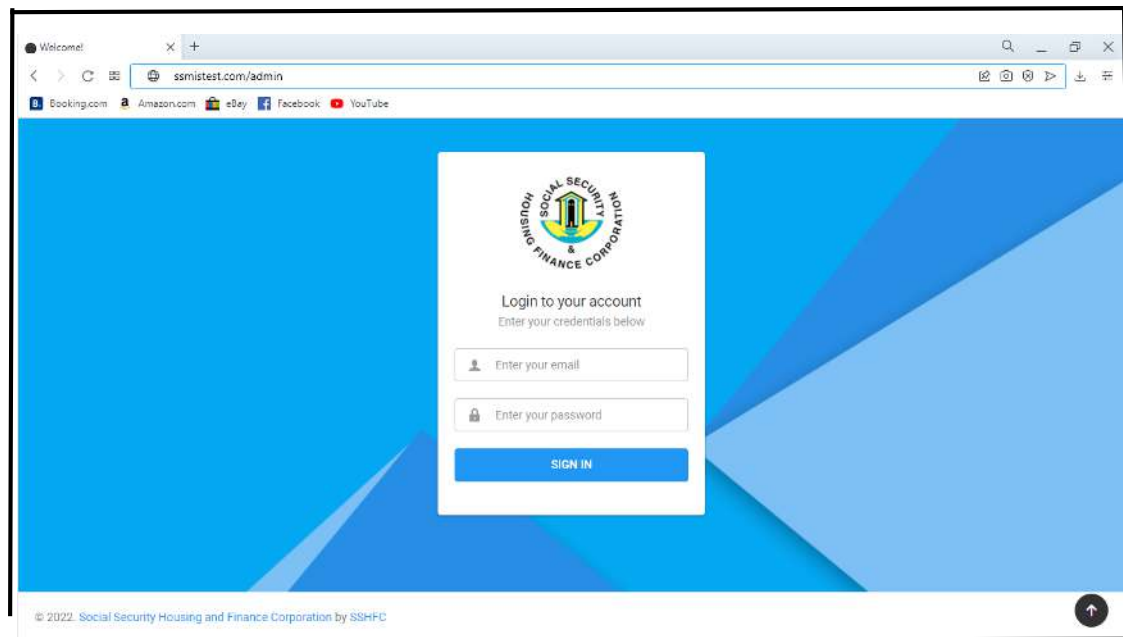 Welcome!
ssmistest.com/admin
B. Booking.com a Amazon.com eBay Facebook YouTube
SOCIAL SECURITY
HOUSING FINANCE CORPORATION
&
Login to your account
Enter your credentials below
Enter your email
Enter your password
SIGN IN
© 2022. Social Security Housing and Finance Corporation by SSHFC